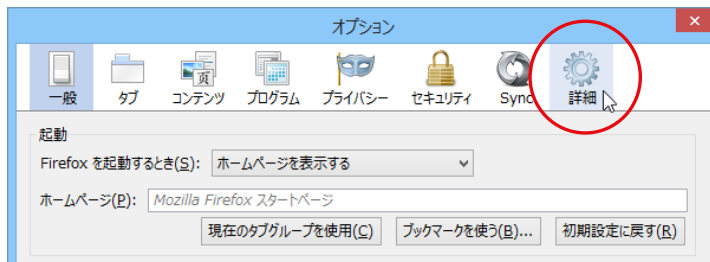 オプション
一般 タブ コンテンツ プログラム プライバシー セキュリティ Sync 詳細
起動
Firefox を起動するとき(S): ホームページを表示する
ホームページ(P): Mozilla Firefox スタートページ
現在のタブグループを使用(C) ブックマークを使う(B)... 初期設定に戻す(R)